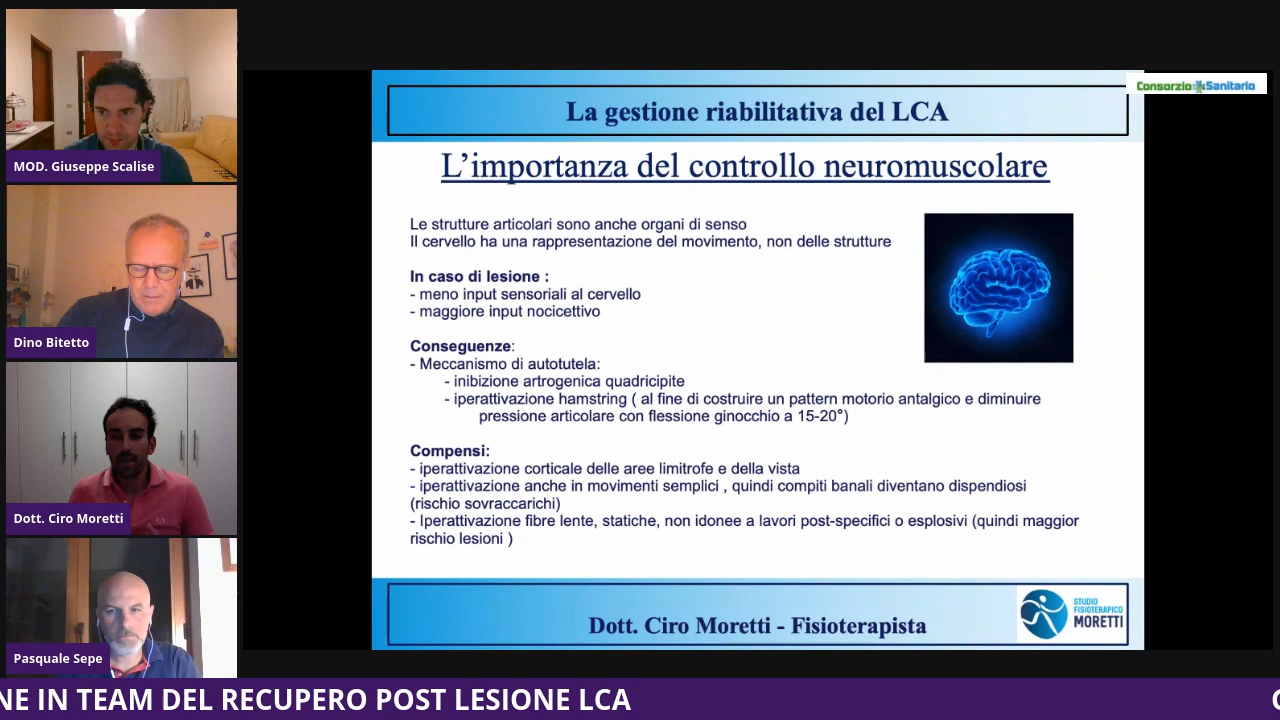 MOD. Giuseppe Scalise
Dino Bitetto
Dott. Ciro Moretti
Pasquale Sepe
Consorzio Sanitario
La gestione riabilitativa del LCA
L’importanza del controllo neuromuscolare
Le strutture articolari sono anche organi di senso
Il cervello ha una rappresentazione del movimento, non delle strutture
In caso di lesione :
- meno input sensoriali al cervello
- maggiore input nocicettivo
Conseguenze:
- Meccanismo di autotutela:
- inibizione artrogenica quadricipite
- iperattivazione hamstring ( al fine di costruire un pattern motorio antalgico e diminuire
pressione articolare con flessione ginocchio a 15-20°)
Compensi:
- iperattivazione corticale delle aree limitrofe e della vista
- iperattivazione anche in movimenti semplici , quindi compiti banali diventano dispendiosi
(rischio sovraccarichi)
- Iperattivazione fibre lente, statiche, non idonee a lavori post-specifici o esplosivi (quindi maggior
rischio lesioni )
Dott. Ciro Moretti - Fisioterapista
STUDIO
FISIOTERAPICO
MORETTI
NE IN TEAM DEL RECUPERO POST LESIONE LCA